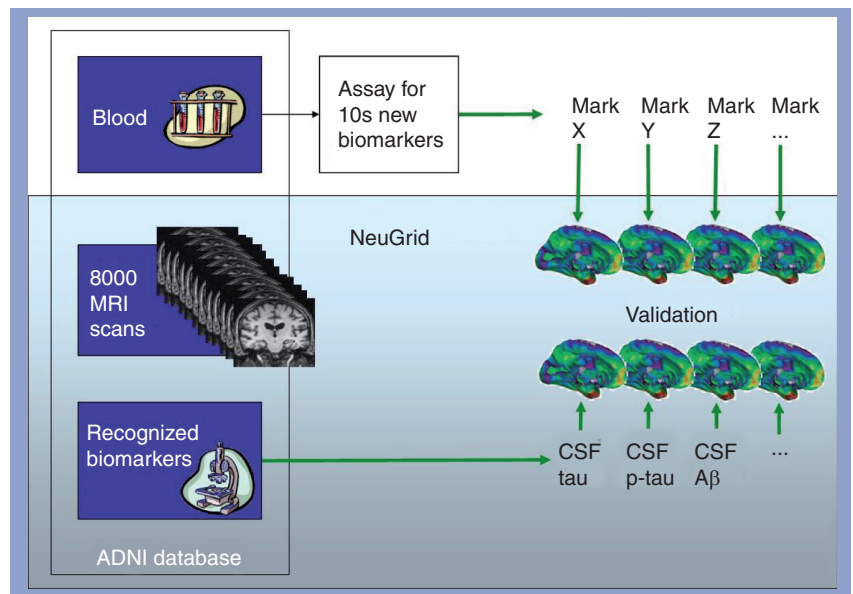 Blood
Assay for
10s new
biomarkers
Mark
X
Mark
Y
Mark
Z
Mark
...
NeuGrid
8000
MRI
scans
Validation
Recognized
biomarkers
CSF
tau
CSF
p-tau
CSF
Aβ
...
ADNI database